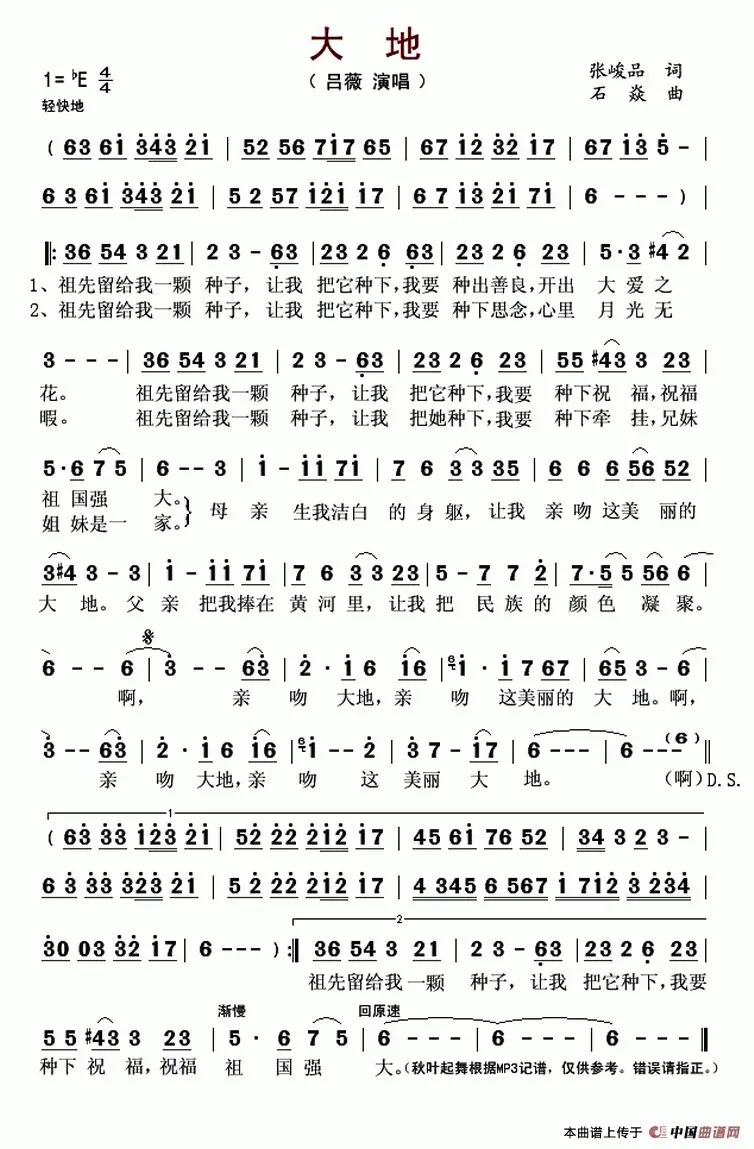 大 地
1=♭E 4/4
（ 吕薇 演唱 ）
张峻品 词
石 焱 曲
轻快地
( 63 61 343 21 | 52 56 717 65 | 67 12 32 17 | 67 13 5 - |
6 3 61 343 21 | 5 2 57 121 17 | 6 7 13 21 71 | 6 - - - )
‖: 36 54 3 21 | 2 3 - 63 | 23 2 6 63 | 23 2 6 23 | 5 · 3 #4 2 |
1、祖先留给我一颗 种子，让我 把它种下，我要 种出善良，开出 大 爱之
2、祖先留给我一颗 种子，让我 把它种下，我要 种下思念，心里 月 光无
3 - - - | 36 54 3 21 | 2 3 - 63 | 23 2 6 23 | 55 #43 3 23 |
花。 祖先留给我一颗 种子，让我 把它种下，我要 种下祝 福，祝福
暇。 祖先留给我一颗 种子，让我 把她种下，我要 种下牵 挂，兄妹
5 · 6 7 5 | 6 - - 3 | 1 - 11 71 | 7 6 3 3 35 | 6 6 6 56 52 |
祖 国强 大。
姐 妹是一 家。
母 亲 生我洁白 的 身 躯，让我 亲 吻 这美 丽的
3#4 3 - 3 | 1 - 11 71 | 7 6 3 3 23 | 5 - 7 7 2 | 7 · 5 5 56 6 |
大 地。父 亲 把我捧在 黄 河 里，让我 把 民 族 的 颜 色 凝 聚。
6 - - 6 | 3 - - 63 | 2 · 1 6 16 | 6 1 · 1 7 67 | 65 3 - 3 |
啊， 亲 吻 大地，亲 吻 这美丽的 大 地。啊，
3 - - 63 | 2 · 1 6 16 | 6 1 - - 2 | 3 7 - 17 | 6 - - - | 6 - - (6) ‖
亲 吻 大地，亲 吻 这 美丽 大 地。 （啊）D.S.
1
( 63 33 123 21 | 52 22 212 17 | 45 61 76 52 | 34 3 2 3 - |
6 3 33 323 21 | 5 2 22 212 17 | 4 345 6 567 1 712 3 234 |
30 03 32 17 | 6 - - - ) :‖
2
36 54 3 21 | 2 3 - 63 | 23 2 6 23 |
祖先留给我一颗 种子，让我 把它种下，我要
渐慢 回原速
5 5 #43 3 23 | 5 · 6 7 5 | 6 - - - | 6 - - - | 6 - - - ‖
种下 祝 福，祝福 祖 国 强 大。（秋叶起舞根据MP3记谱，仅供参考。错误请指正。）
本曲谱上传于 中国曲谱网